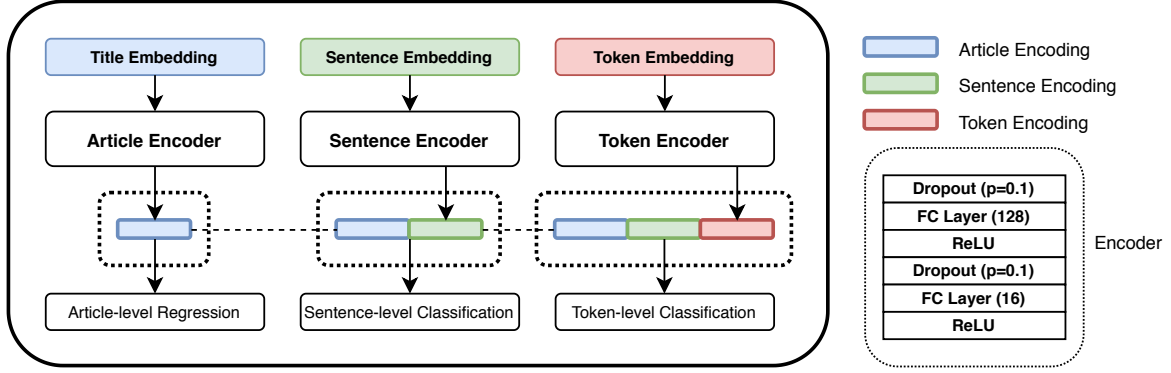 Title Embedding
Sentence Embedding
Token Embedding
Article Encoder
Sentence Encoder
Token Encoder
Article-level Regression
Sentence-level Classification
Token-level Classification
Article Encoding
Sentence Encoding
Token Encoding
Dropout (p=0.1)
FC Layer (128)
ReLU
Dropout (p=0.1)
FC Layer (16)
ReLU
Encoder